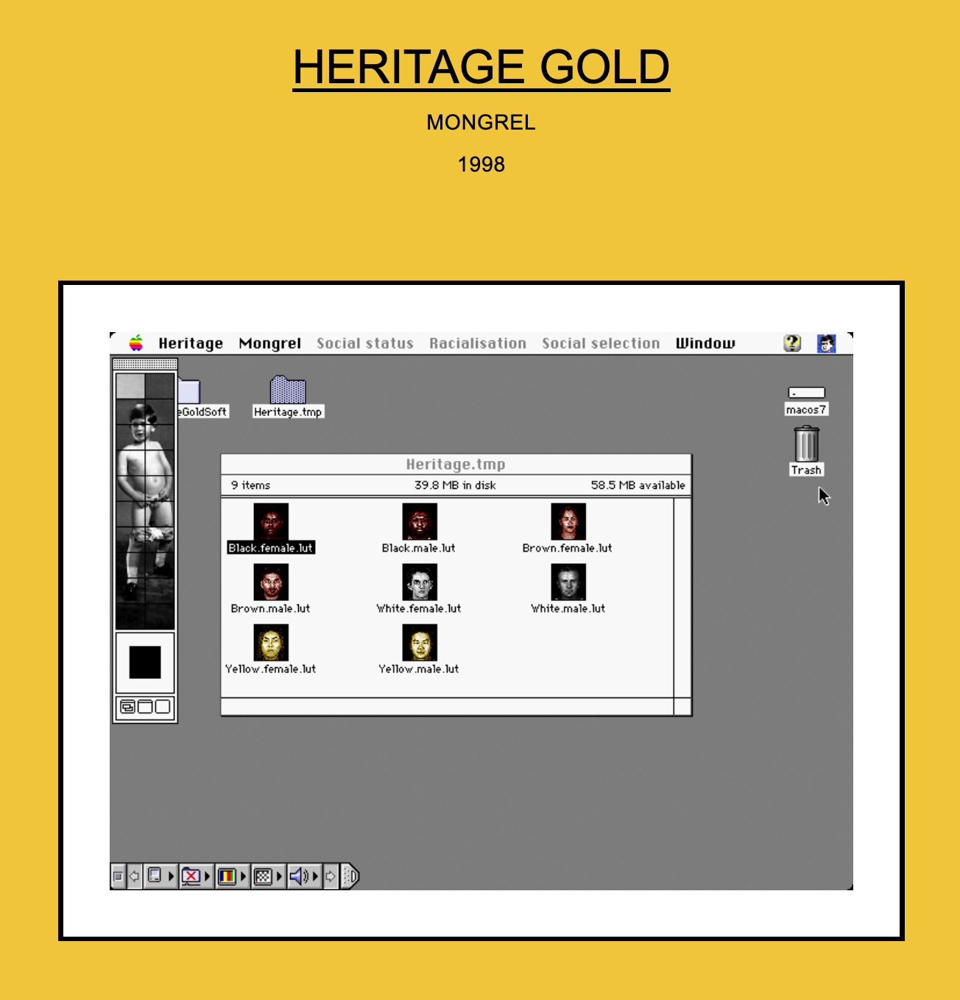 HERITAGE GOLD
MONGREL
1998
Heritage Mongrel Social status Racialisation Social selection Window
eGoldSoft
Heritage.tmp
macos7
Trash
Heritage.tmp
9 items 39.8 MB in disk 58.5 MB available
Black.female.lut Black.male.lut Brown.female.lut
Brown.male.lut White.female.lut White.male.lut
Yellow.female.lut Yellow.male.lut